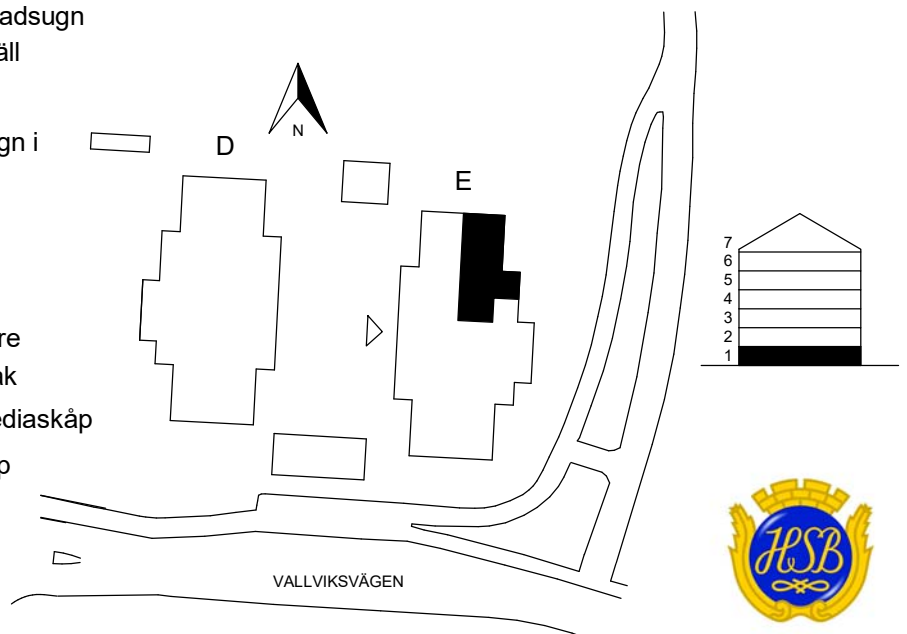 adsugn
äll
gn i
re
ak
ediaskåp
p
N
D
E
7
6
5
4
3
2
1
VALLVIKSVÄGEN
HSB